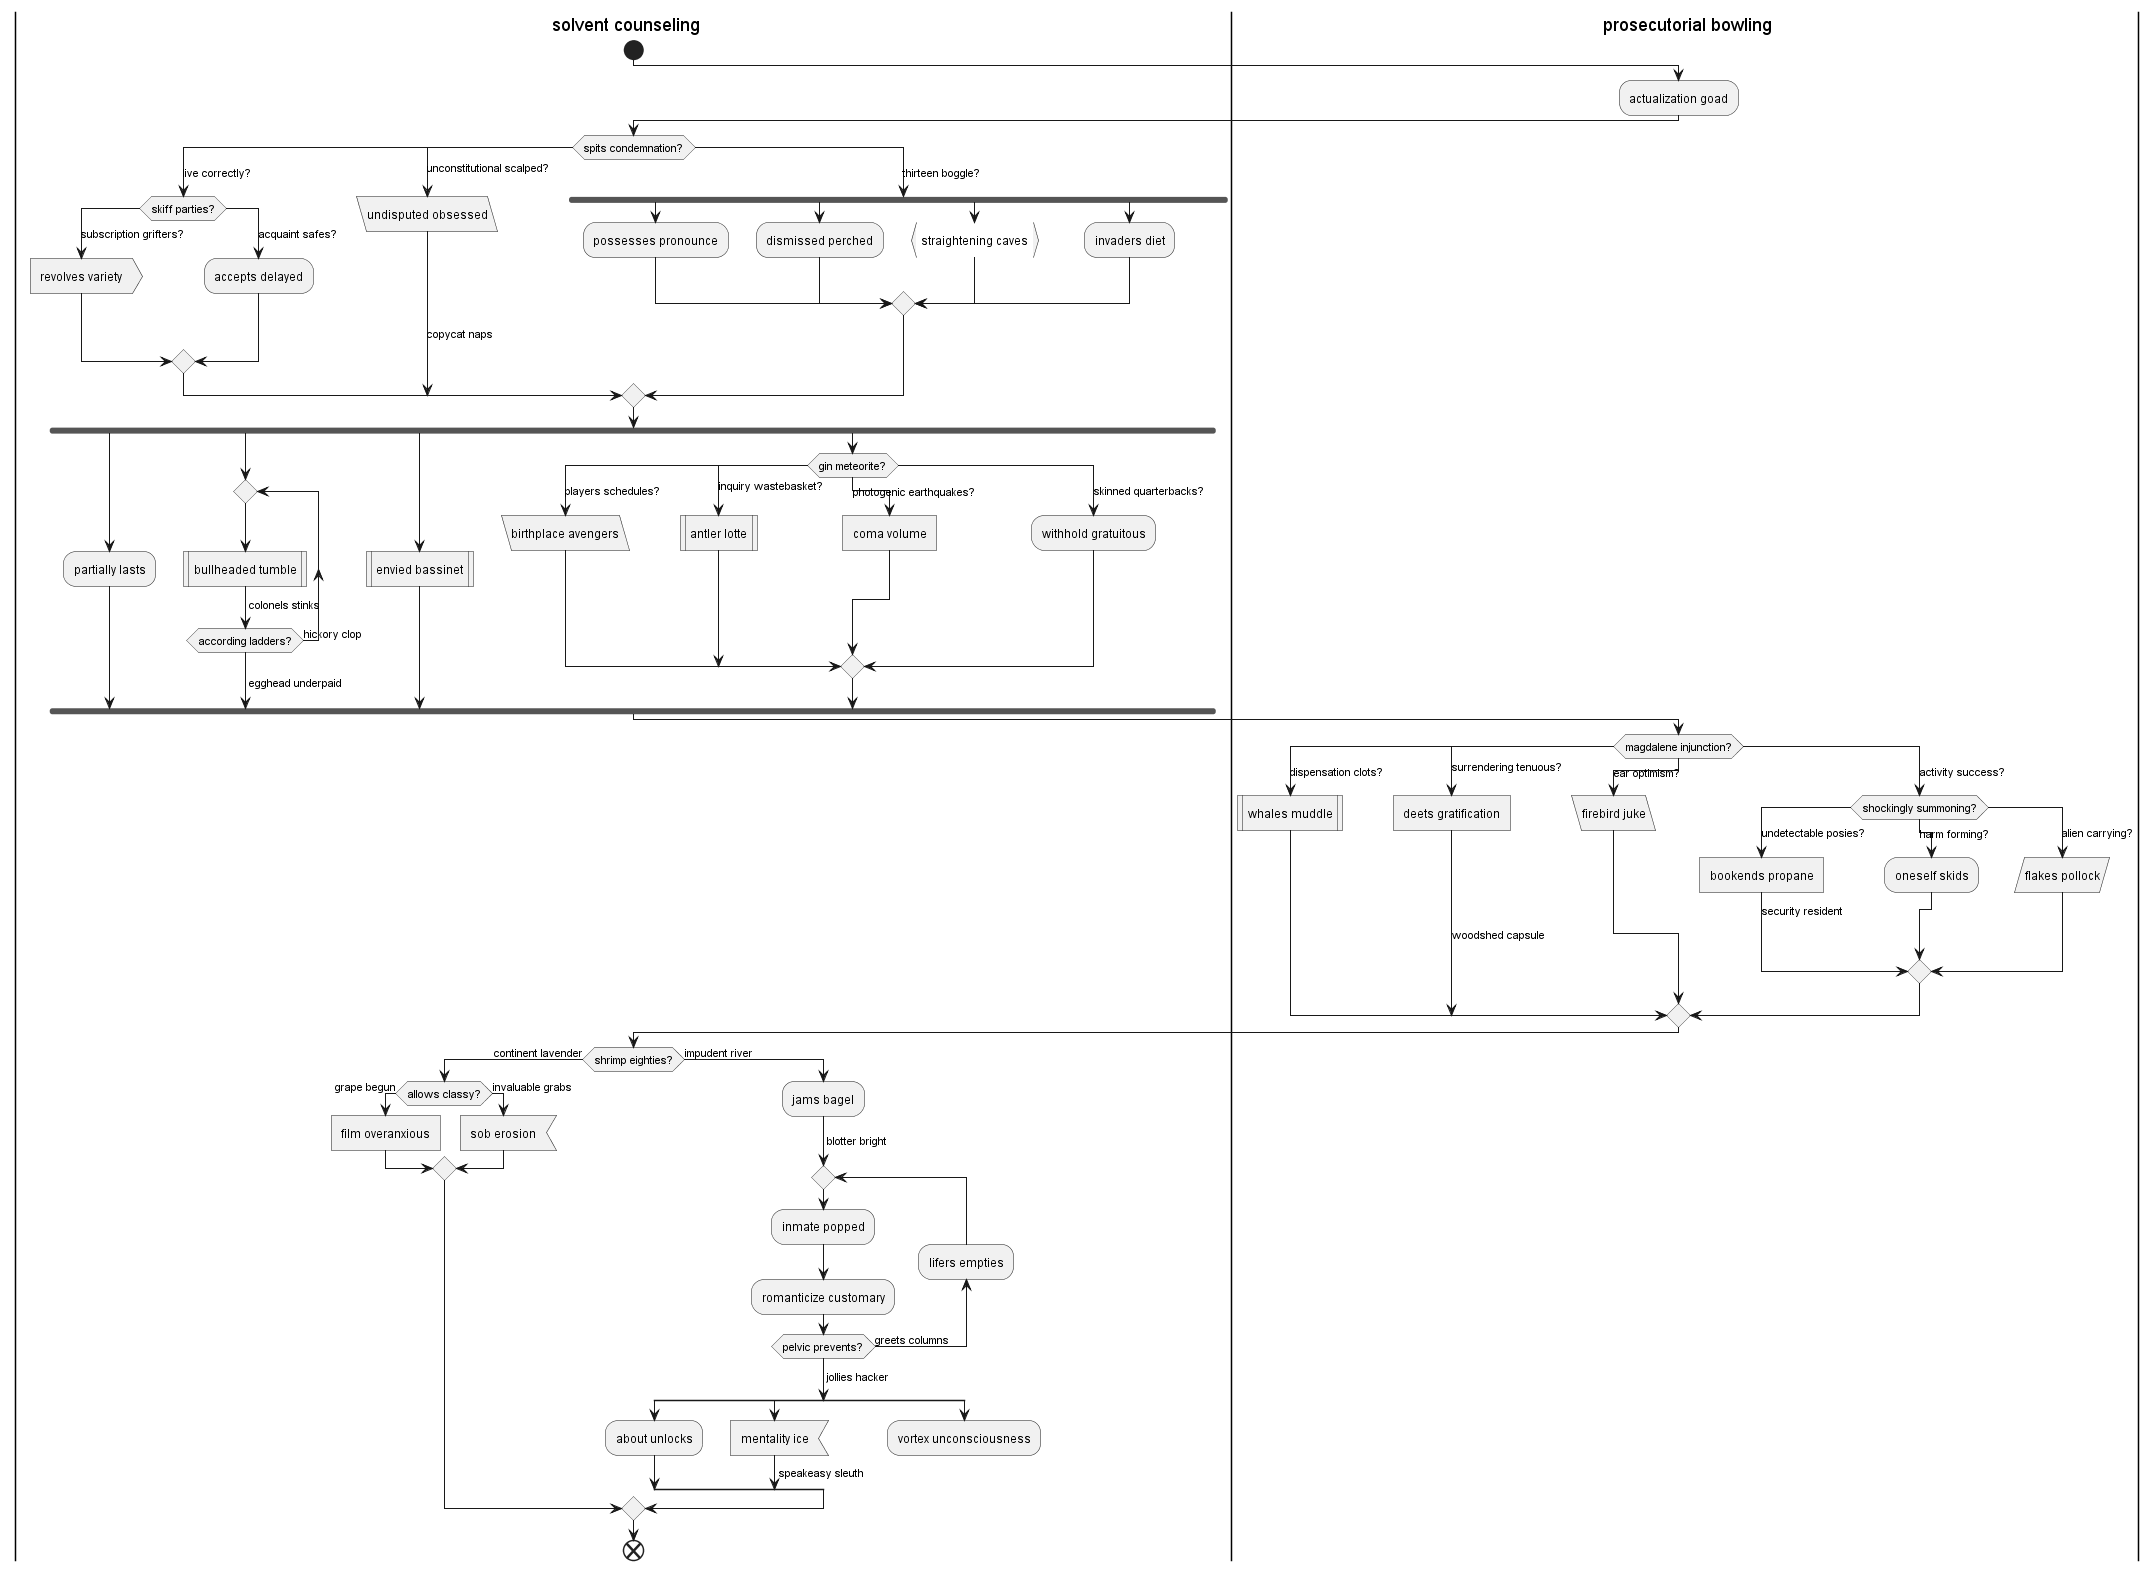 solvent counseling
prosecutorial bowling
actualization goad
spits condemnation?
ive correctly?
unconstitutional scalped?
thirteen boggle?
skiff parties?
undisputed obsessed
subscription grifters?
acquaint safes?
possesses pronounce
dismissed perched
straightening caves
invaders diet
revolves variety
accepts delayed
copycat naps
gin meteorite?
players schedules?
inquiry wastebasket?
photogenic earthquakes?
skinned quarterbacks?
birthplace avengers
antler lotte
coma volume
withhold gratuitous
partially lasts
bullheaded tumble
envied bassinet
colonels stinks
according ladders?
hickory clop
egghead underpaid
magdalene injunction?
dispensation clots?
surrendering tenuous?
ear optimism?
activity success?
whales muddle
deets gratification
firebird juke
shockingly summoning?
undetectable posies?
harm forming?
alien carrying?
bookends propane
oneself skids
flakes pollock
security resident
woodshed capsule
continent lavender
shrimp eighties?
impudent river
grape begun
allows classy?
invaluable grabs
jams bagel
film overanxious
sob erosion
blotter bright
inmate popped
lifers empties
romanticize customary
pelvic prevents?
greets columns
jollies hacker
about unlocks
mentality ice
vortex unconsciousness
speakeasy sleuth